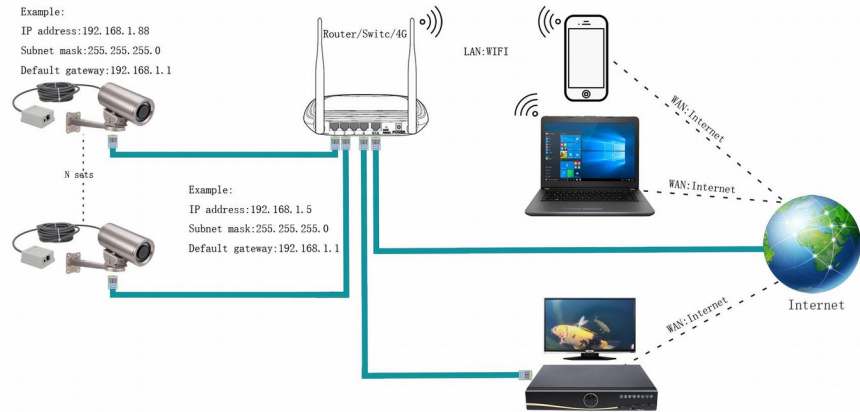 Example:
IP address:192.168.1.88
Subnet mask:255.255.255.0
Default gateway:192.168.1.1
Router/Switc/4G
LAN:WIFI
WAN:Internet
WAN:Internet
N sets
Example:
IP address:192.168.1.5
Subnet mask:255.255.255.0
Default gateway:192.168.1.1
Internet
WAN:Internet